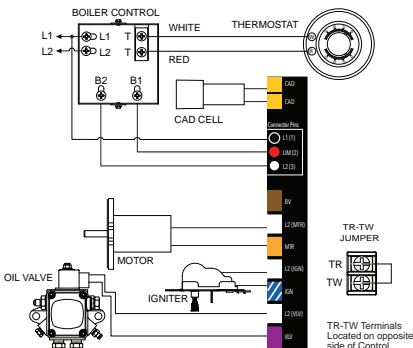 BOILER CONTROL
THERMOSTAT
WHITE
L1
L1
T
W
L2
L2
T
R
RED
B2
B1
CAD
CAD
CAD CELL
Connector Pins
L1 (1)
LIM (2)
L2 (3)
BV
L2 (MTR)
MTR
MOTOR
TR-TW
JUMPER
OIL VALVE
L2 (IGN)
TR
TW
IGNITER
IGN
L2 (VLV)
VLV
TR-TW Terminals
Located on opposite
side of Control